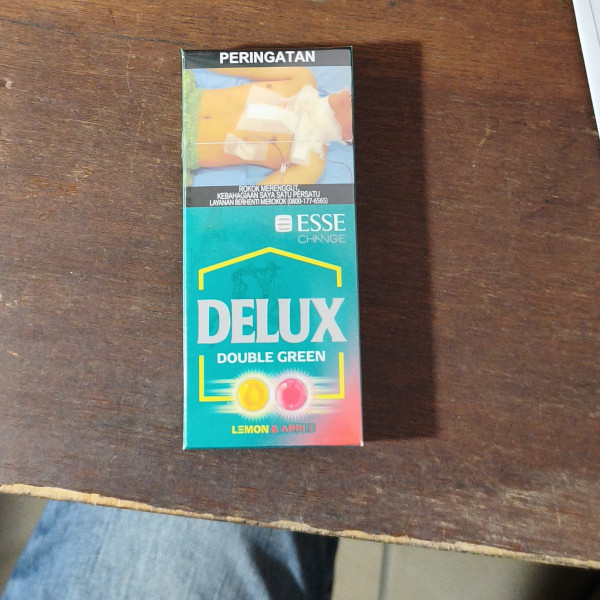 PERINGATAN
ROKOK MERENGGUT
KEBAHAGIAAN SAYA SATU PERSATU
LAYANAN BERHENTI MEROKOK (0800-177-6565)
ESSE
CHANGE
DELUX
DOUBLE GREEN
LEMON & APPLE